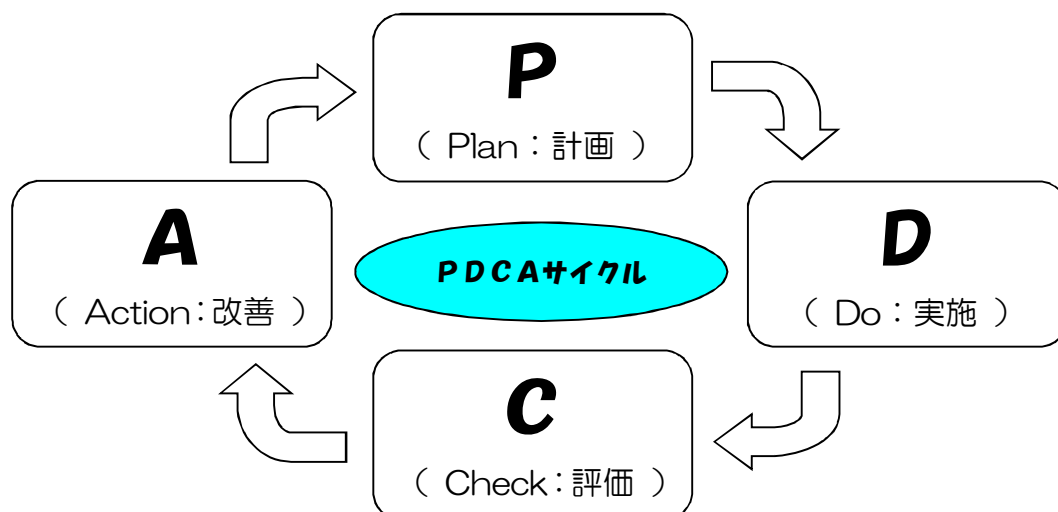 P
( Plan：計画 )
D
( Do：実施 )
C
( Check：評価 )
A
( Action：改善 )
PDCAサイクル